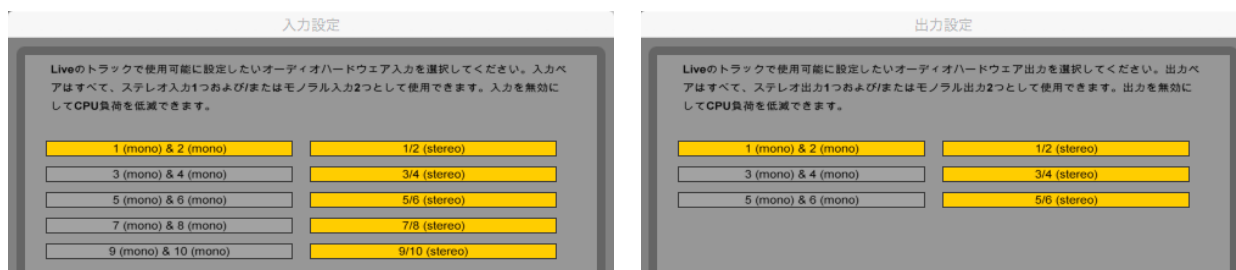 入力設定
Liveのトラックで使用可能に設定したいオーディオハードウェア入力を選択してください。入力ペ
アはすべて、ステレオ入力1つおよび/またはモノラル入力2つとして使用できます。入力を無効に
してCPU負荷を低減できます。
1 (mono) & 2 (mono) 1/2 (stereo)
3 (mono) & 4 (mono) 3/4 (stereo)
5 (mono) & 6 (mono) 5/6 (stereo)
7 (mono) & 8 (mono) 7/8 (stereo)
9 (mono) & 10 (mono) 9/10 (stereo)
出力設定
Liveのトラックで使用可能に設定したいオーディオハードウェア出力を選択してください。出力ペ
アはすべて、ステレオ出力1つおよび/またはモノラル出力2つとして使用できます。出力を無効に
してCPU負荷を低減できます。
1 (mono) & 2 (mono) 1/2 (stereo)
3 (mono) & 4 (mono) 3/4 (stereo)
5 (mono) & 6 (mono) 5/6 (stereo)